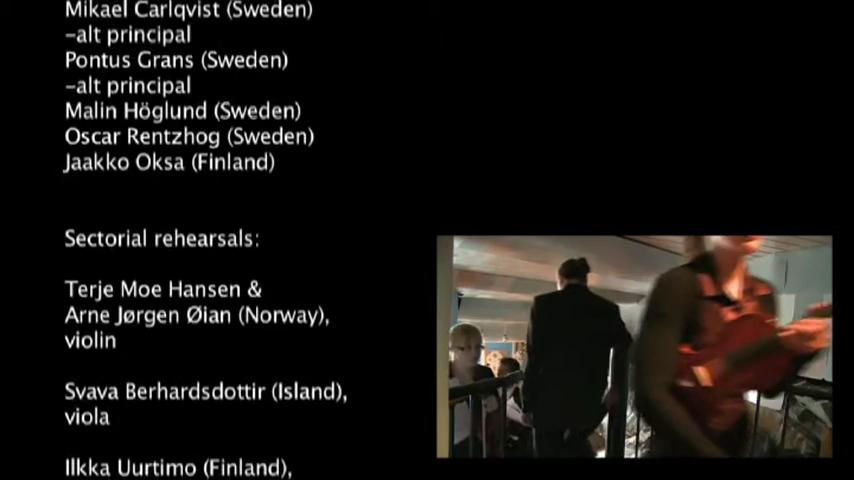 Mikael Carlqvist (Sweden)
-alt principal
Pontus Grans (Sweden)
-alt principal
Malin Höglund (Sweden)
Oscar Rentzhog (Sweden)
Jaakko Oksa (Finland)
Sectorial rehearsals:
Terje Moe Hansen &
Arne Jørgen Øian (Norway),
violin
Svava Berhardsdottir (Island),
viola
Ilkka Uurtimo (Finland),